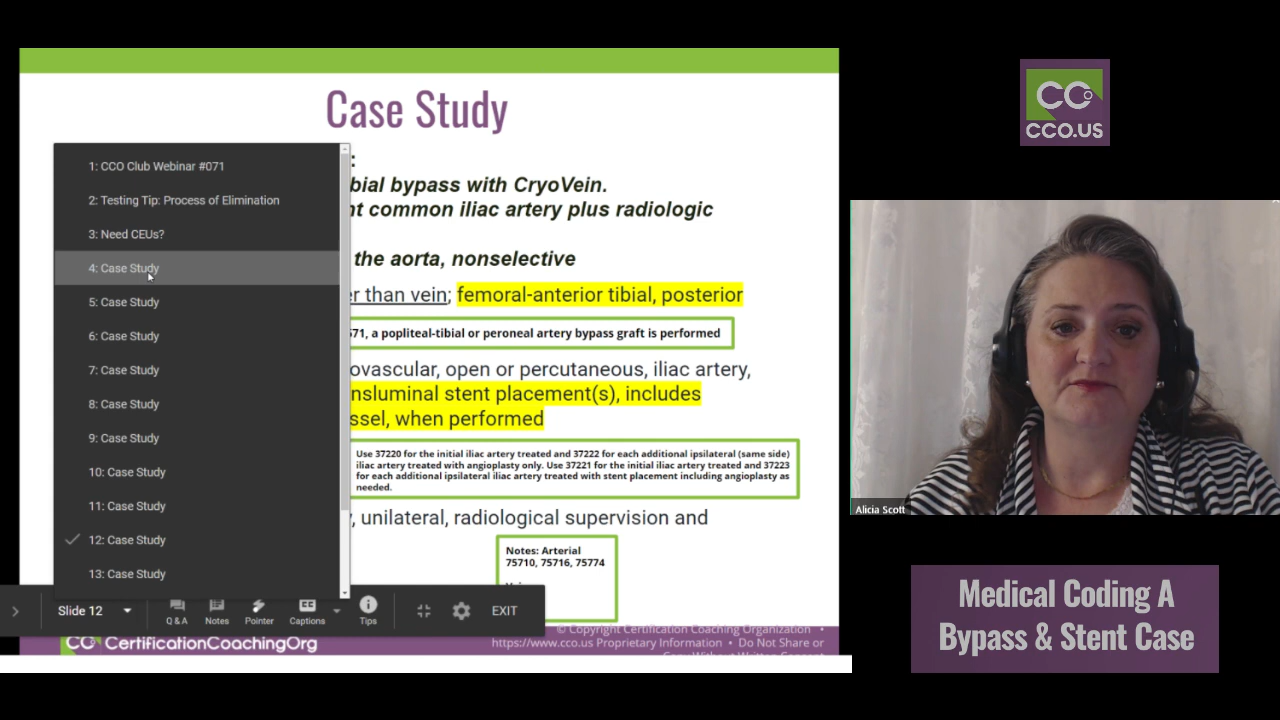 Case Study
:
bial bypass with CryoVein.
nt common iliac artery plus radiologic
the aorta, nonselective
er than vein; femoral-anterior tibial, posterior
571, a popliteal-tibial or peroneal artery bypass graft is performed
ovascular, open or percutaneous, iliac artery,
nsluminal stent placement(s), includes
ssel, when performed
Use 37220 for the initial iliac artery treated and 37222 for each additional ipsilateral (same side)
iliac artery treated with angioplasty only. Use 37221 for the initial iliac artery treated and 37223
for each additional ipsilateral iliac artery treated with stent placement including angioplasty as
needed.
, unilateral, radiological supervision and
Notes: Arterial
75710, 75716, 75774
1: CCO Club Webinar #071
2: Testing Tip: Process of Elimination
3: Need CEUs?
4: Case Study
5: Case Study
6: Case Study
7: Case Study
8: Case Study
9: Case Study
10: Case Study
11: Case Study
12: Case Study
13: Case Study
Slide 12
Q & A
Notes
Pointer
CC
Captions
Tips
EXIT
CCO
CertificationCoachingOrg
© Copyright Certification Coaching Organization •
https://www.cco.us Proprietary Information • Do Not Share or
Copy Without Written Consent
CCO
CCO.US
Alicia Scott
Medical Coding A
Bypass & Stent Case